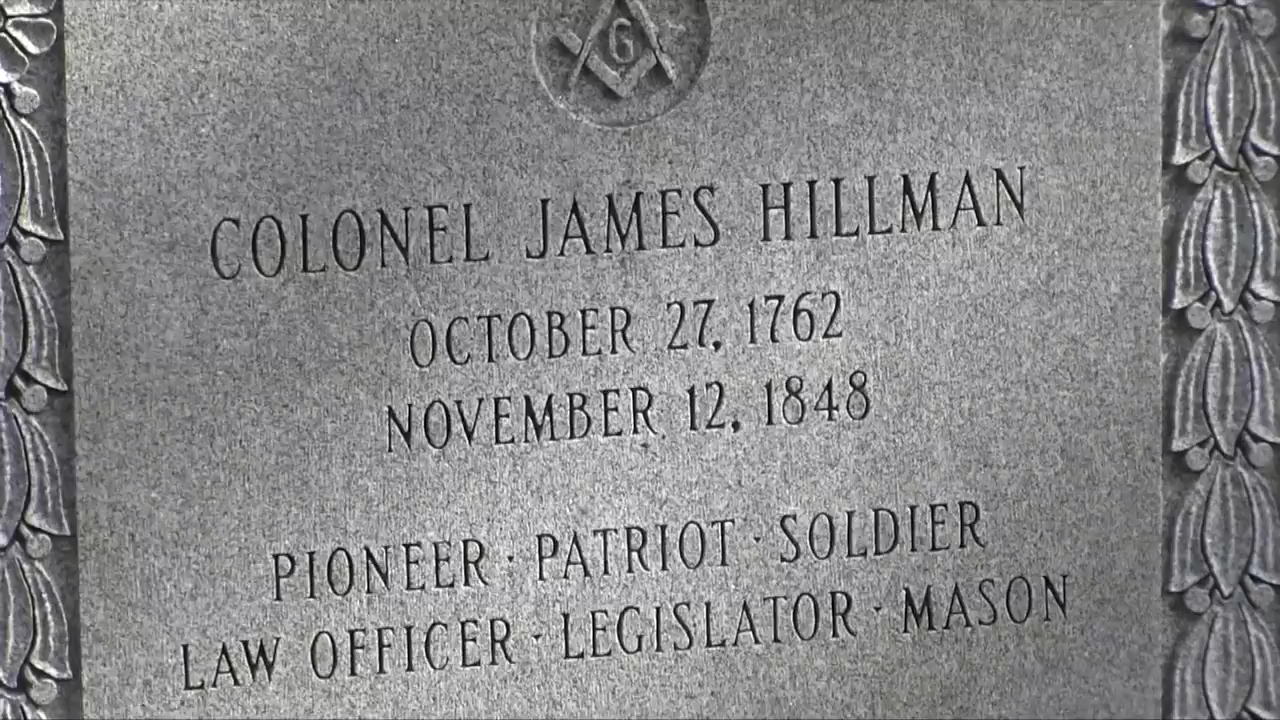 G
COLONEL JAMES HILLMAN
OCTOBER 27, 1762
NOVEMBER 12, 1848
PIONEER · PATRIOT · SOLDIER
LAW OFFICER · LEGISLATOR · MASON